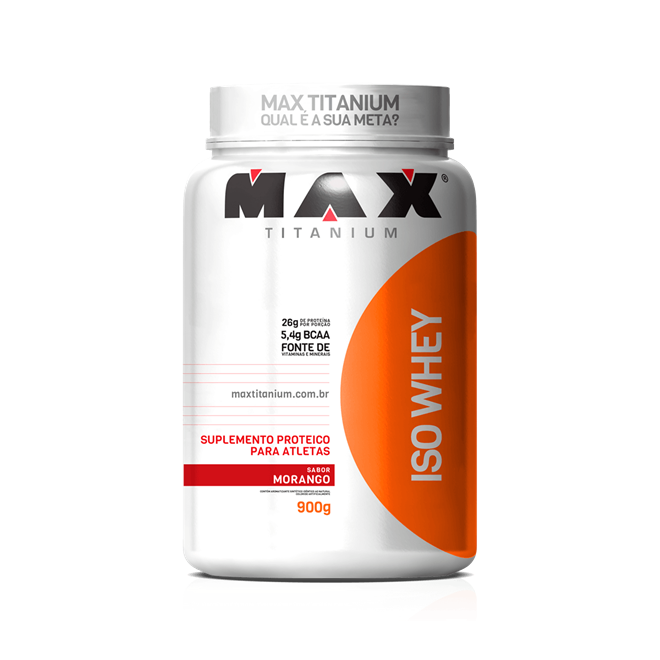 MAX TITANIUM
QUAL É A SUA META?
MAX®
TITANIUM
26g DE PROTEÍNA
POR PORÇÃO
5,4g BCAA
FONTE DE
VITAMINAS E MINERAIS
maxtitanium.com.br
SUPLEMENTO PROTEICO
PARA ATLETAS
SABOR
MORANGO
900g
ISO WHEY